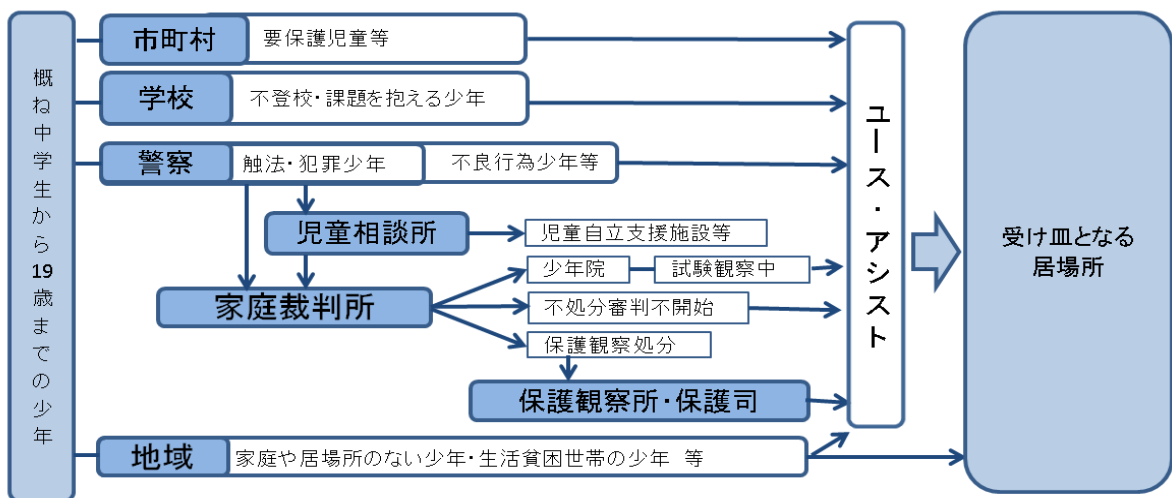 概ね中学生から19歳までの少年
市町村
要保護児童等
学校
不登校・課題を抱える少年
警察
触法・犯罪少年
不良行為少年等
児童相談所
児童自立支援施設等
家庭裁判所
少年院
試験観察中
不処分審判不開始
保護観察処分
保護観察所・保護司
地域
家庭や居場所のない少年・生活貧困世帯の少年 等
ユース・アシスト
受け皿となる
居場所